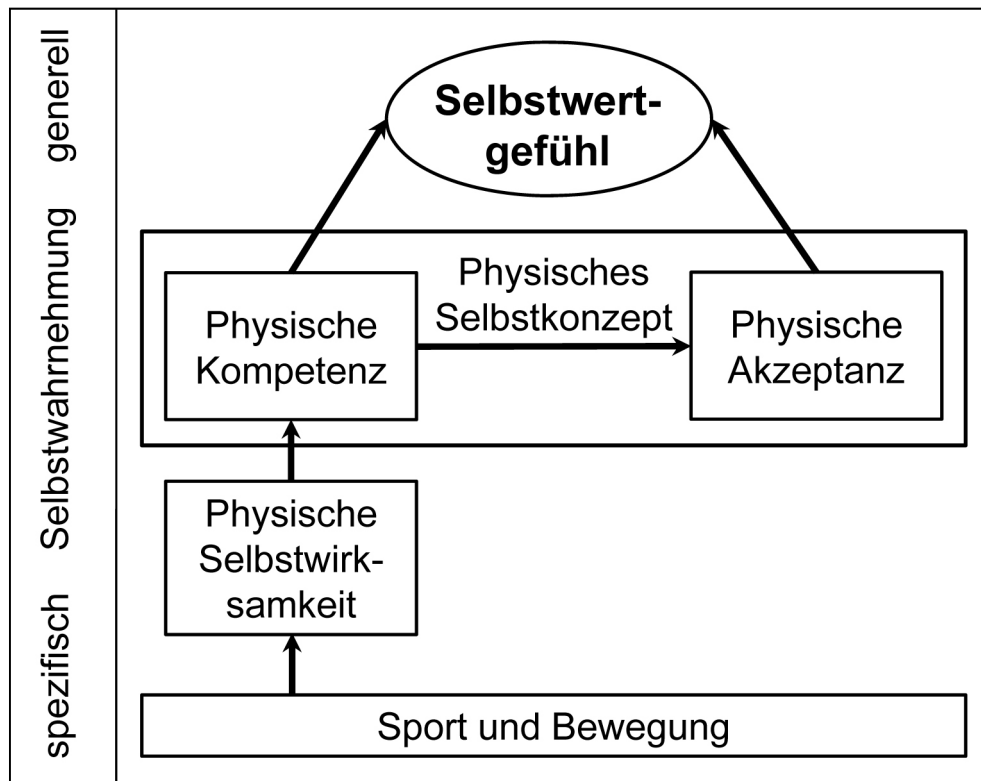 generell
Selbstwahrnehmung
spezifisch
Selbstwert-
gefühl
Physisches
Selbstkonzept
Physische
Kompetenz
Physische
Akzeptanz
Physische
Selbstwirk-
samkeit
Sport und Bewegung